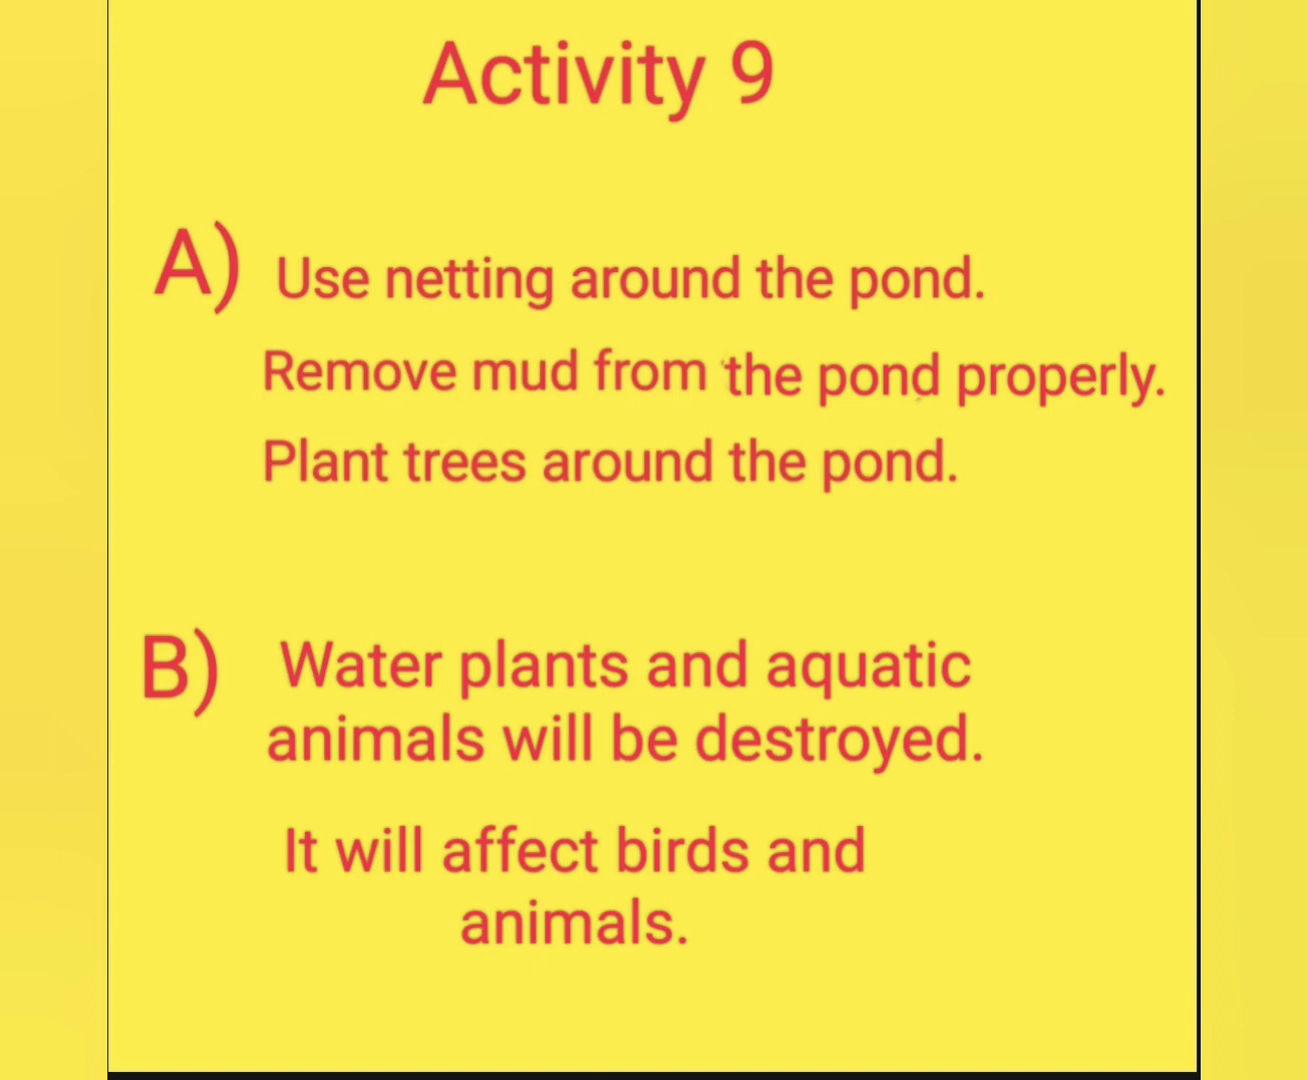 Activity 9
A) Use netting around the pond.
Remove mud from the pond properly.
Plant trees around the pond.
B) Water plants and aquatic
animals will be destroyed.
It will affect birds and
animals.